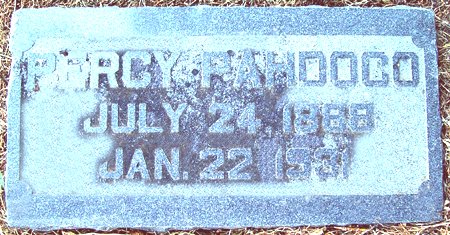 PERCY PAHDOCO
JULY 24, 1888
JAN. 22 1931